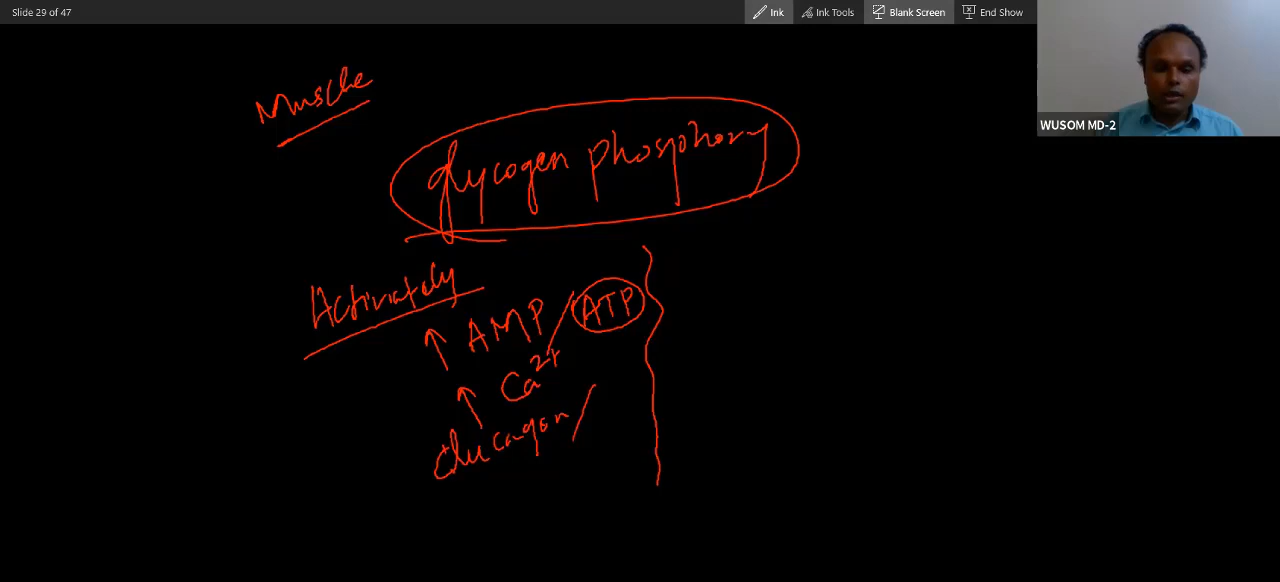 Slide 29 of 47
Ink
Ink Tools
Blank Screen
End Show
WUSOM MD-2
Muscle
glycogen phosphory
Activately
↑ AMP / ATP
↑ Ca2+
Glucagon /